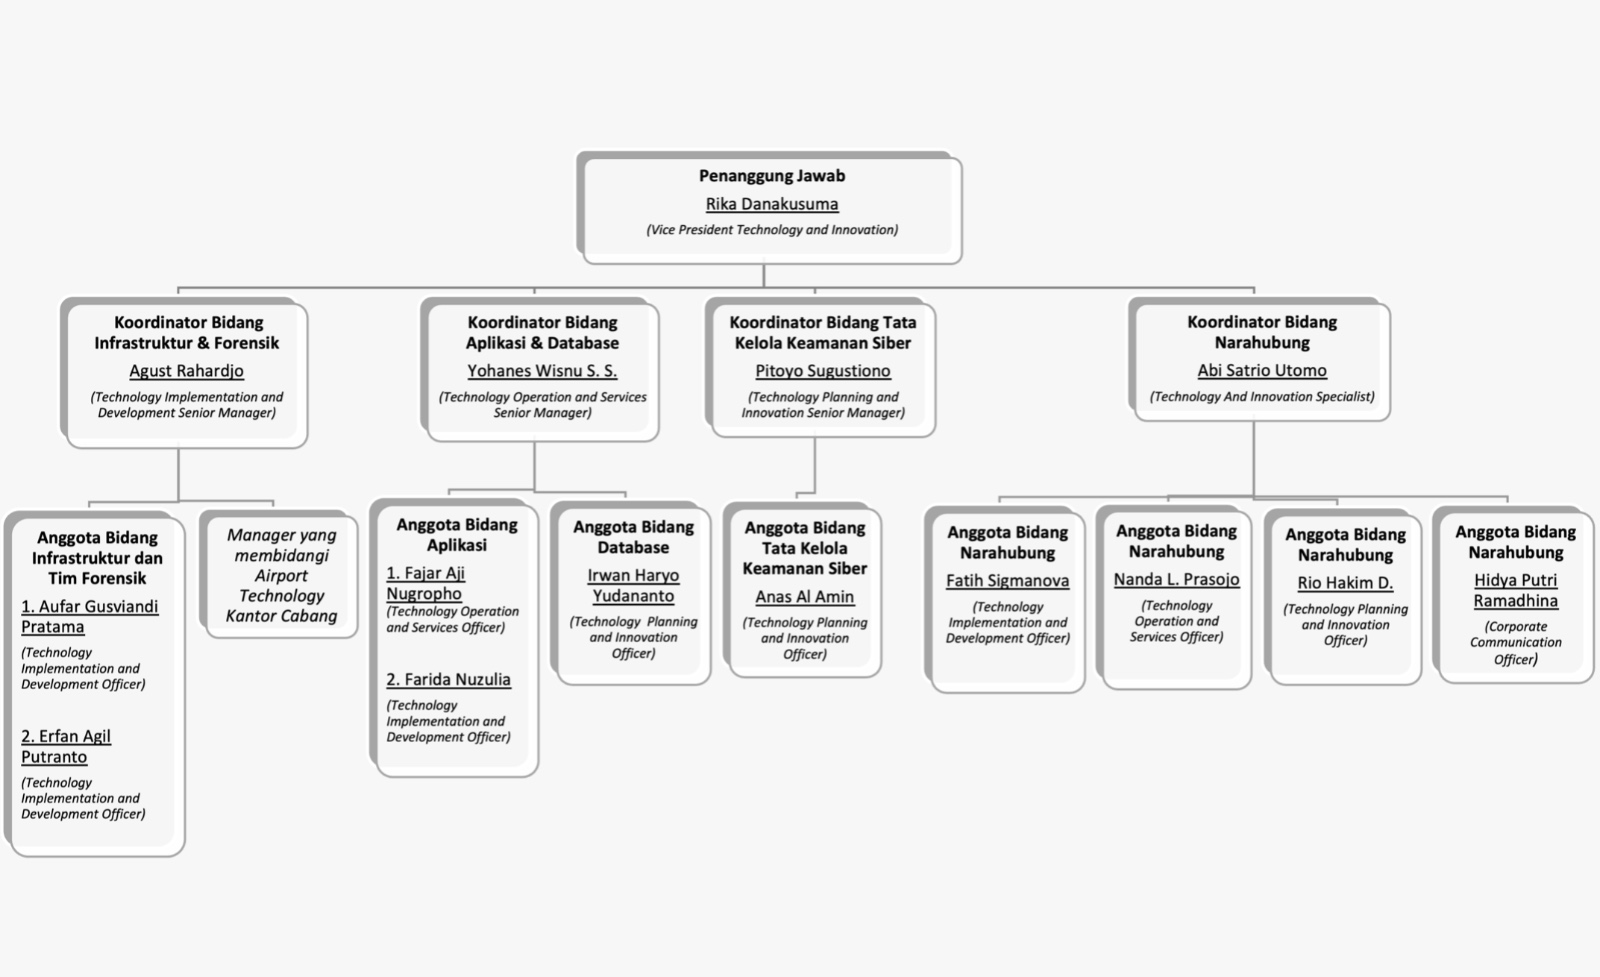 Penanggung Jawab
Rika Danakusuma
(Vice President Technology and Innovation)
Koordinator Bidang
Infrastruktur & Forensik
Agust Rahardjo
(Technology Implementation and
Development Senior Manager)
Koordinator Bidang
Aplikasi & Database
Yohanes Wisnu S. S.
(Technology Operation and Services
Senior Manager)
Koordinator Bidang Tata
Kelola Keamanan Siber
Pitoyo Sugustiono
(Technology Planning and
Innovation Senior Manager)
Koordinator Bidang
Narahubung
Abi Satrio Utomo
(Technology And Innovation Specialist)
Anggota Bidang
Infrastruktur dan
Tim Forensik
1. Aufar Gusviandi
Pratama
(Technology
Implementation and
Development Officer)
2. Erfan Agil
Putranto
(Technology
Implementation and
Development Officer)
Manager yang
membidangi
Airport
Technology
Kantor Cabang
Anggota Bidang
Aplikasi
1. Fajar Aji
Nugropho
(Technology Operation
and Services Officer)
2. Farida Nuzulia
(Technology
Implementation and
Development Officer)
Anggota Bidang
Database
Irwan Haryo
Yudananto
(Technology Planning
and Innovation
Officer)
Anggota Bidang
Tata Kelola
Keamanan Siber
Anas Al Amin
(Technology Planning
and Innovation
Officer)
Anggota Bidang
Narahubung
Fatih Sigmanova
(Technology
Implementation and
Development Officer)
Anggota Bidang
Narahubung
Nanda L. Prasojo
(Technology
Operation and
Services Officer)
Anggota Bidang
Narahubung
Rio Hakim D.
(Technology Planning
and Innovation
Officer)
Anggota Bidang
Narahubung
Hidya Putri
Ramadhina
(Corporate
Communication
Officer)